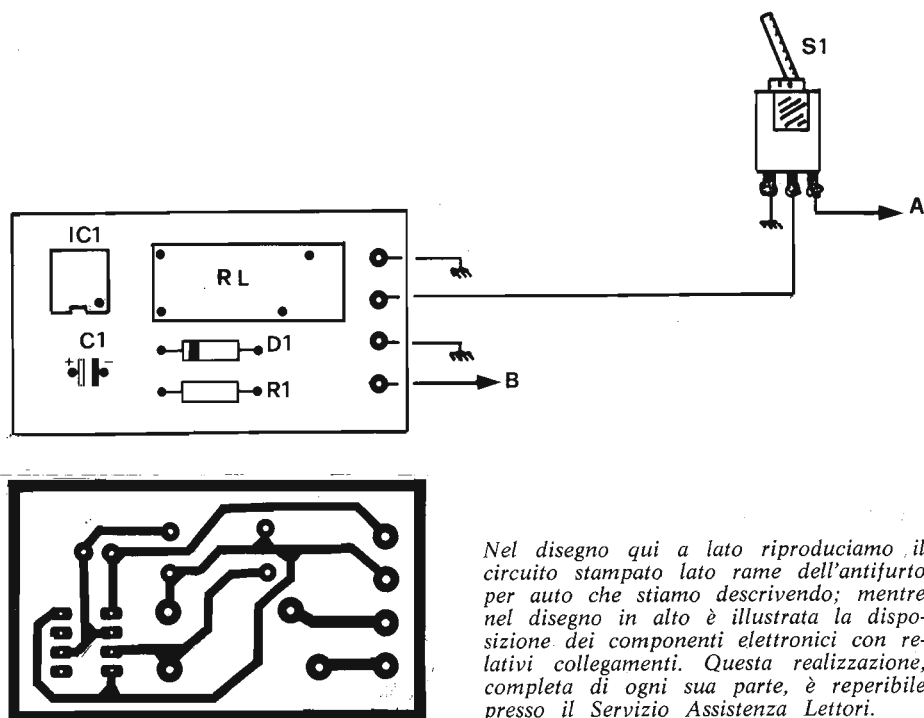 S1
A
IC1
RL
C1
+ -
D1
R1
B
Nel disegno qui a lato riproduciamo il
circuito stampato lato rame dell'antifurto
per auto che stiamo descrivendo; mentre
nel disegno in alto è illustrata la dispo-
sizione dei componenti elettronici con re-
lativi collegamenti. Questa realizzazione,
completa di ogni sua parte, è reperibile
presso il Servizio Assistenza Lettori.